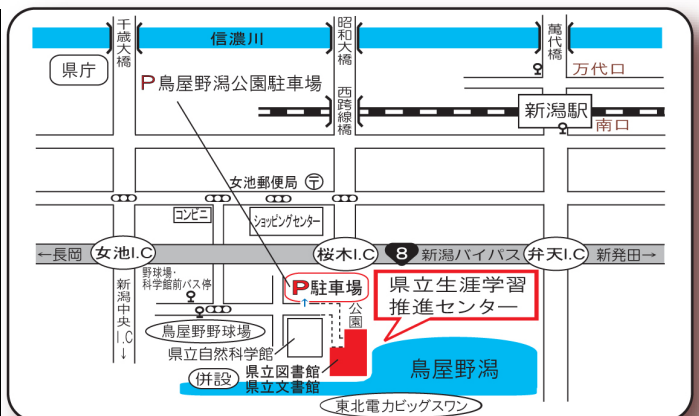 千歳大橋
信濃川
昭和大橋
萬代橋
県庁
万代口
P鳥屋野潟公園駐車場
西跨線橋
新潟駅
南口
女池郵便局 〒
コンビニ
ショッピングセンター
←長岡
女池I.C
桜木I.C
8
新潟バイパス
弁天I.C
新発田→
野球場・
科学館前バス停
新潟中央I.C↓
P駐車場
公園
県立生涯学習
推進センター
鳥屋野野球場
県立自然科学館
併設
県立図書館
県立文書館
鳥屋野潟
東北電力ビッグスワン